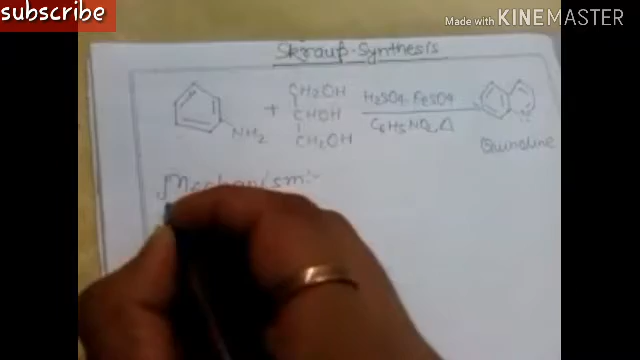 subscribe
Made with KINEMASTER
Skraup-Synthesis
NH2
+
CH2OH
CHOH
CH2OH
H2SO4. FeSO4
C6H5NO2, Δ
Quinoline
Mechanism:-